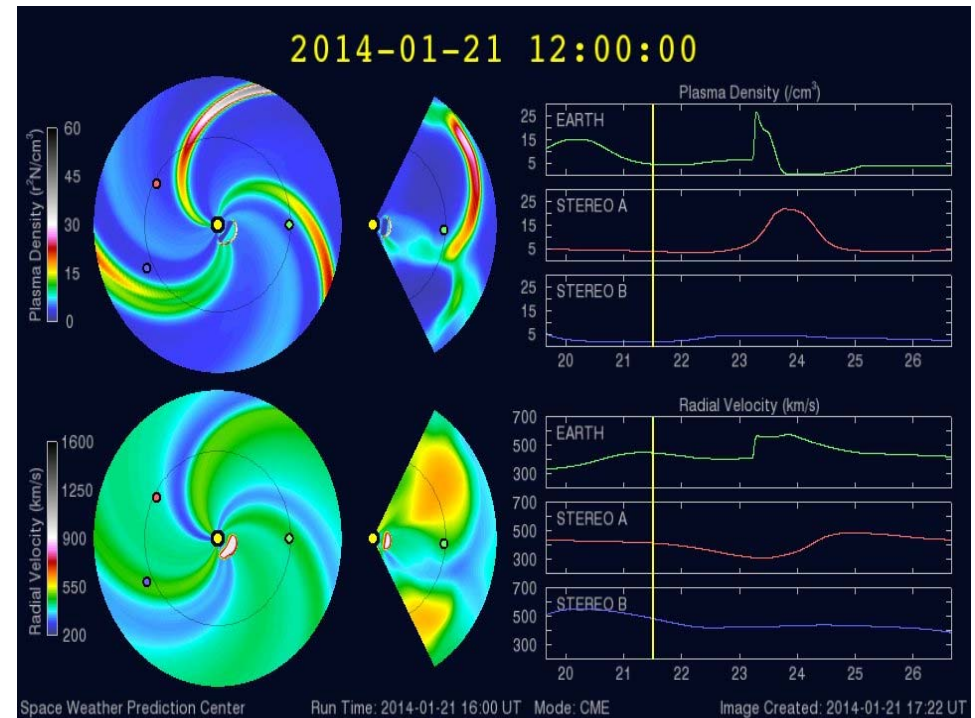 2014-01-21 12:00:00
Plasma Density (r²N/cm³)
60
45
30
15
0
Plasma Density (/cm³)
25
15
5
EARTH
25
15
5
STEREO A
25
15
5
STEREO B
20 21 22 23 24 25 26
Radial Velocity (km/s)
1600
1250
900
550
200
Radial Velocity (km/s)
700
500
300
EARTH
700
500
300
STEREO A
700
500
300
STEREO B
20 21 22 23 24 25 26
Space Weather Prediction Center Run Time: 2014-01-21 16:00 UT Mode: CME Image Created: 2014-01-21 17:22 UT